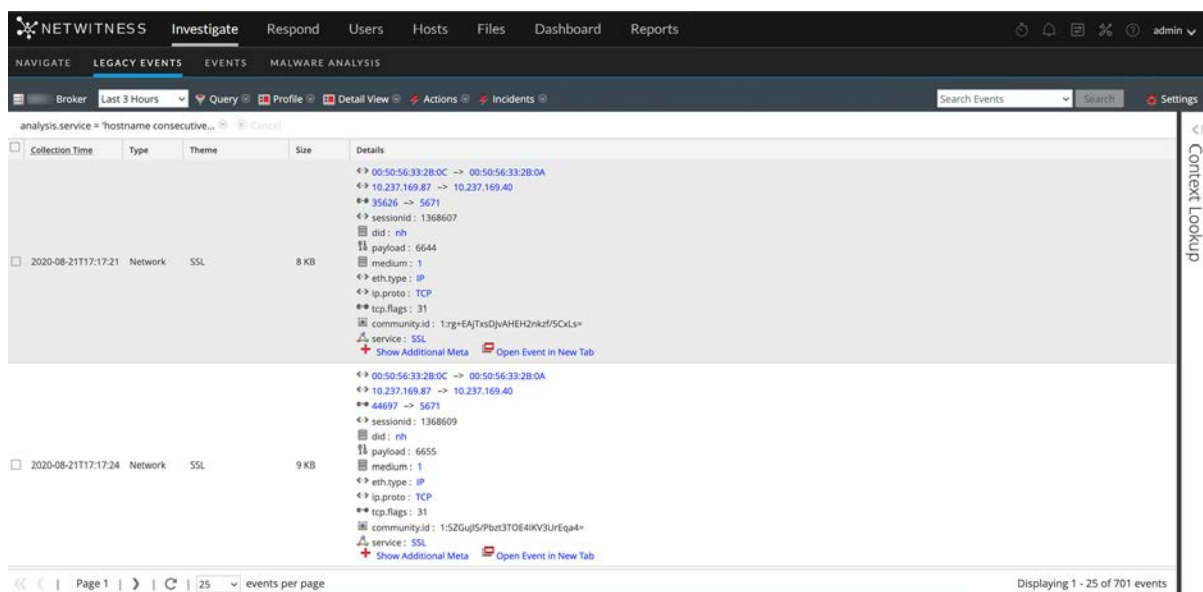 NETWITNESS Investigate Respond Users Hosts Files Dashboard Reports admin
NAVIGATE LEGACY EVENTS EVENTS MALWARE ANALYSIS
Broker Last 3 Hours Query Profile Detail View Actions Incidents Search Events Search Settings
analysis.service = 'hostname consecutive... Cancel
Collection Time Type Theme Size Details
00:50:56:33:2B:0C -> 00:50:56:33:2B:0A
10.237.169.87 -> 10.237.169.40
35626 -> 5671
sessionid : 1368607
did : nh
payload : 6644
2020-08-21T17:17:21 Network SSL 8 KB
medium : 1
eth.type : IP
ip.proto : TCP
tcp.flags : 31
community.id : 1:rg+EAjTxsDJvAHEH2nkzf/5CxLs=
service : SSL
Show Additional Meta Open Event in New Tab
00:50:56:33:2B:0C -> 00:50:56:33:2B:0A
10.237.169.87 -> 10.237.169.40
44697 -> 5671
sessionid : 1368609
did : nh
payload : 6655
2020-08-21T17:17:24 Network SSL 9 KB
medium : 1
eth.type : IP
ip.proto : TCP
tcp.flags : 31
community.id : 1:5ZGuJlS/Pbzt3TOE4IKV3UrEqa4=
service : SSL
Show Additional Meta Open Event in New Tab
Context Lookup
Page 1 | 25 events per page Displaying 1 - 25 of 701 events